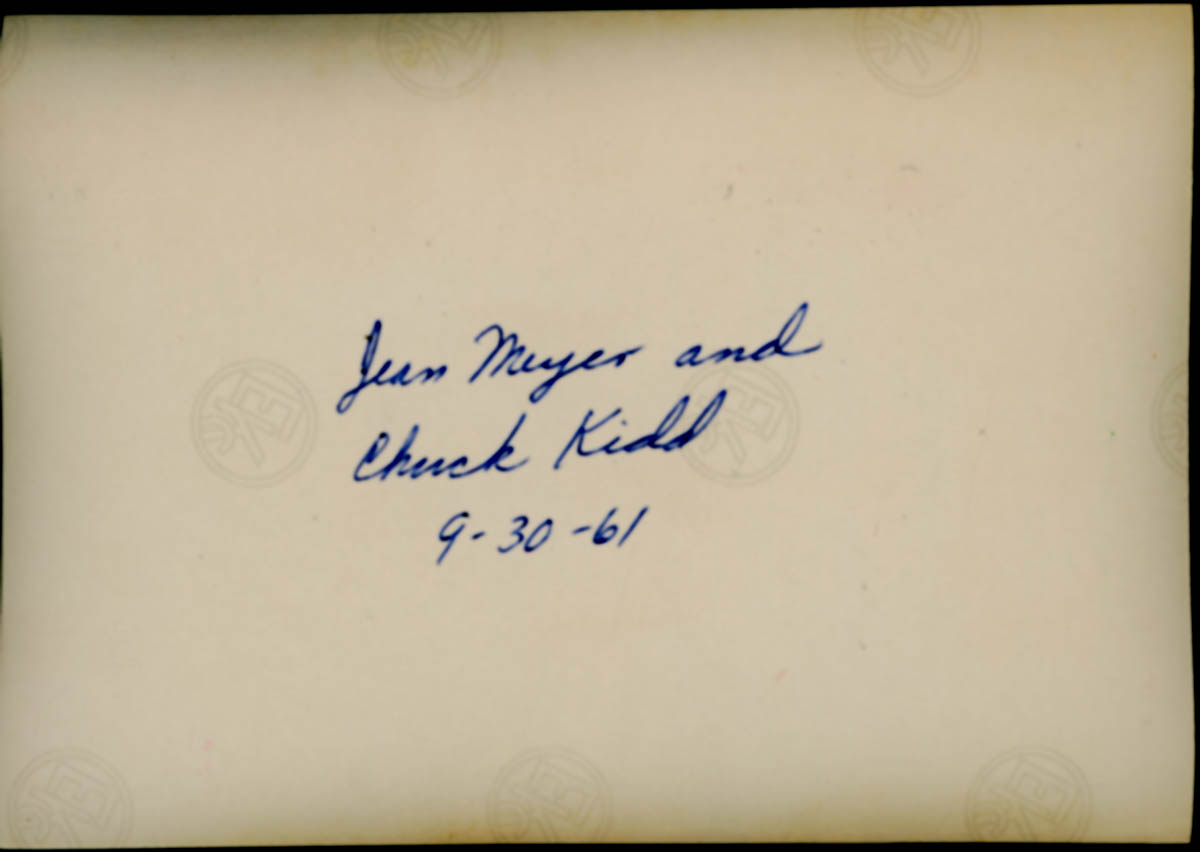 Jean Meyer and
Chuck Kidd
9-30-61